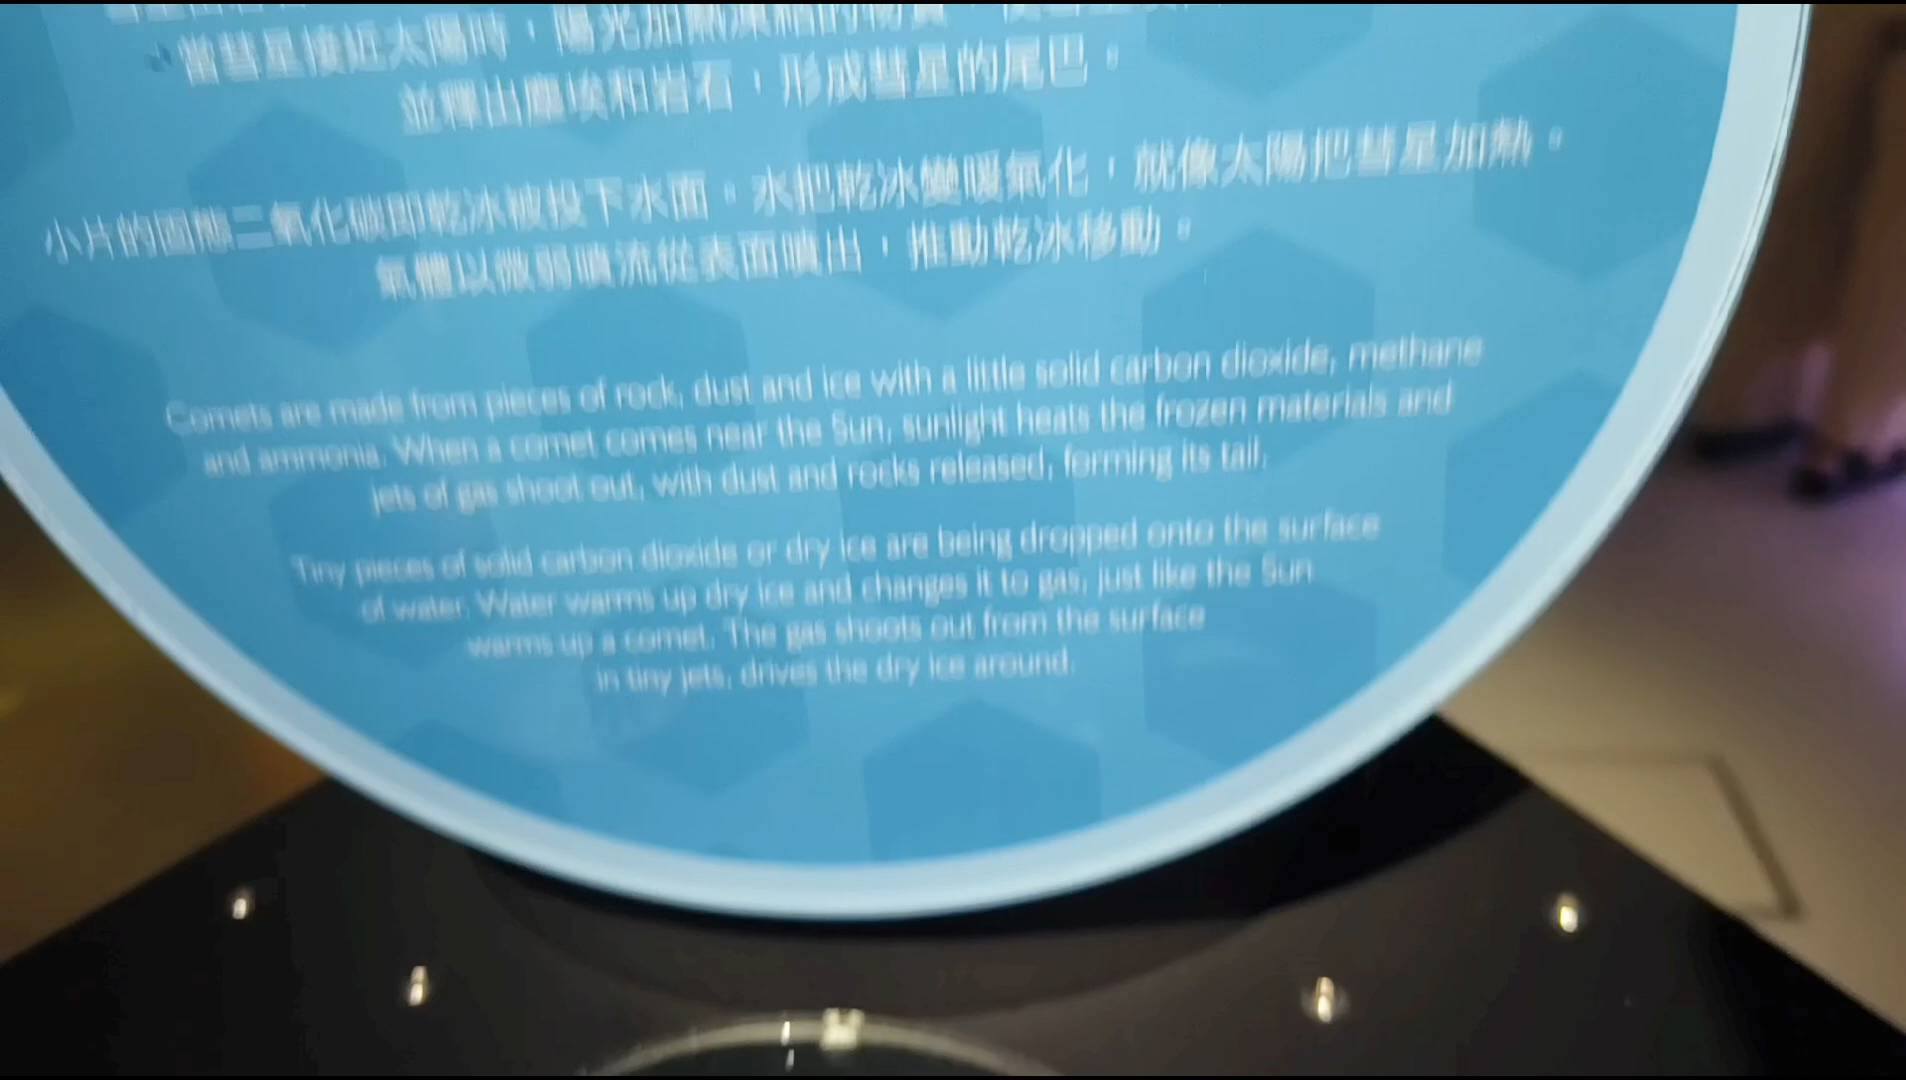 當彗星接近太陽時，陽光加熱凍結的物質，
並釋出塵埃和岩石，形成彗星的尾巴。
小片的固態二氧化碳即乾冰被投下水面。水把乾冰變暖氣化，就像太陽把彗星加熱。
氣體以微弱噴流從表面噴出，推動乾冰移動。
Comets are made from pieces of rock, dust and ice with a little solid carbon dioxide, methane
and ammonia. When a comet comes near the Sun, sunlight heats the frozen materials and
jets of gas shoot out, with dust and rocks released, forming its tail.
Tiny pieces of solid carbon dioxide or dry ice are being dropped onto the surface
of water. Water warms up dry ice and changes it to gas, just like the Sun
warms up a comet. The gas shoots out from the surface
in tiny jets, drives the dry ice around.